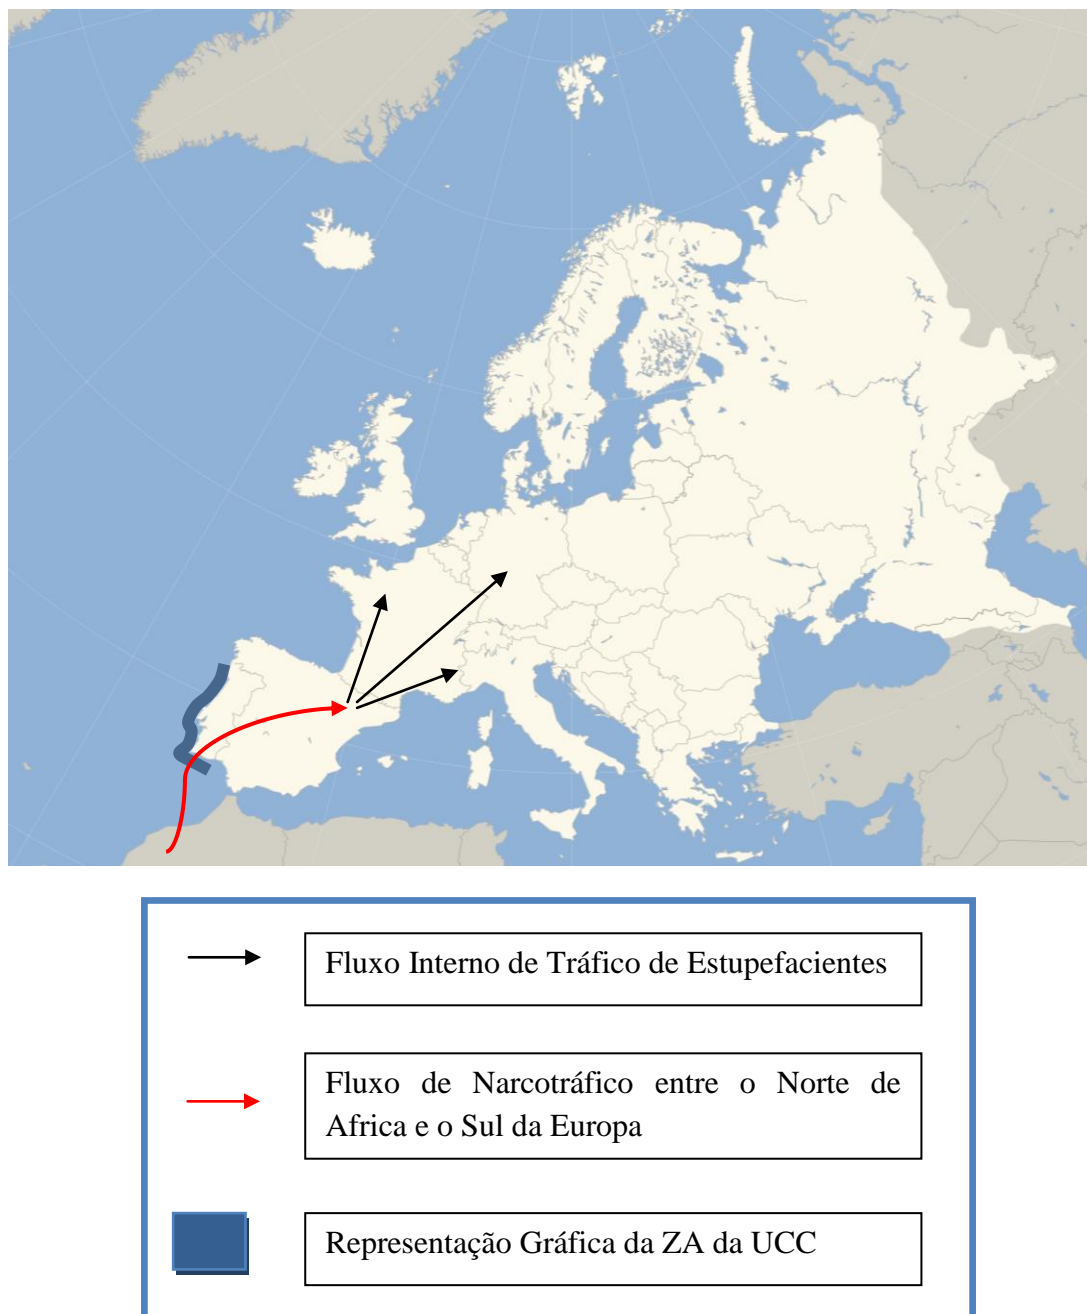 Fluxo Interno de Tráfico de Estupefacientes
Fluxo de Narcotráfico entre o Norte de
Africa e o Sul da Europa
Representação Gráfica da ZA da UCC